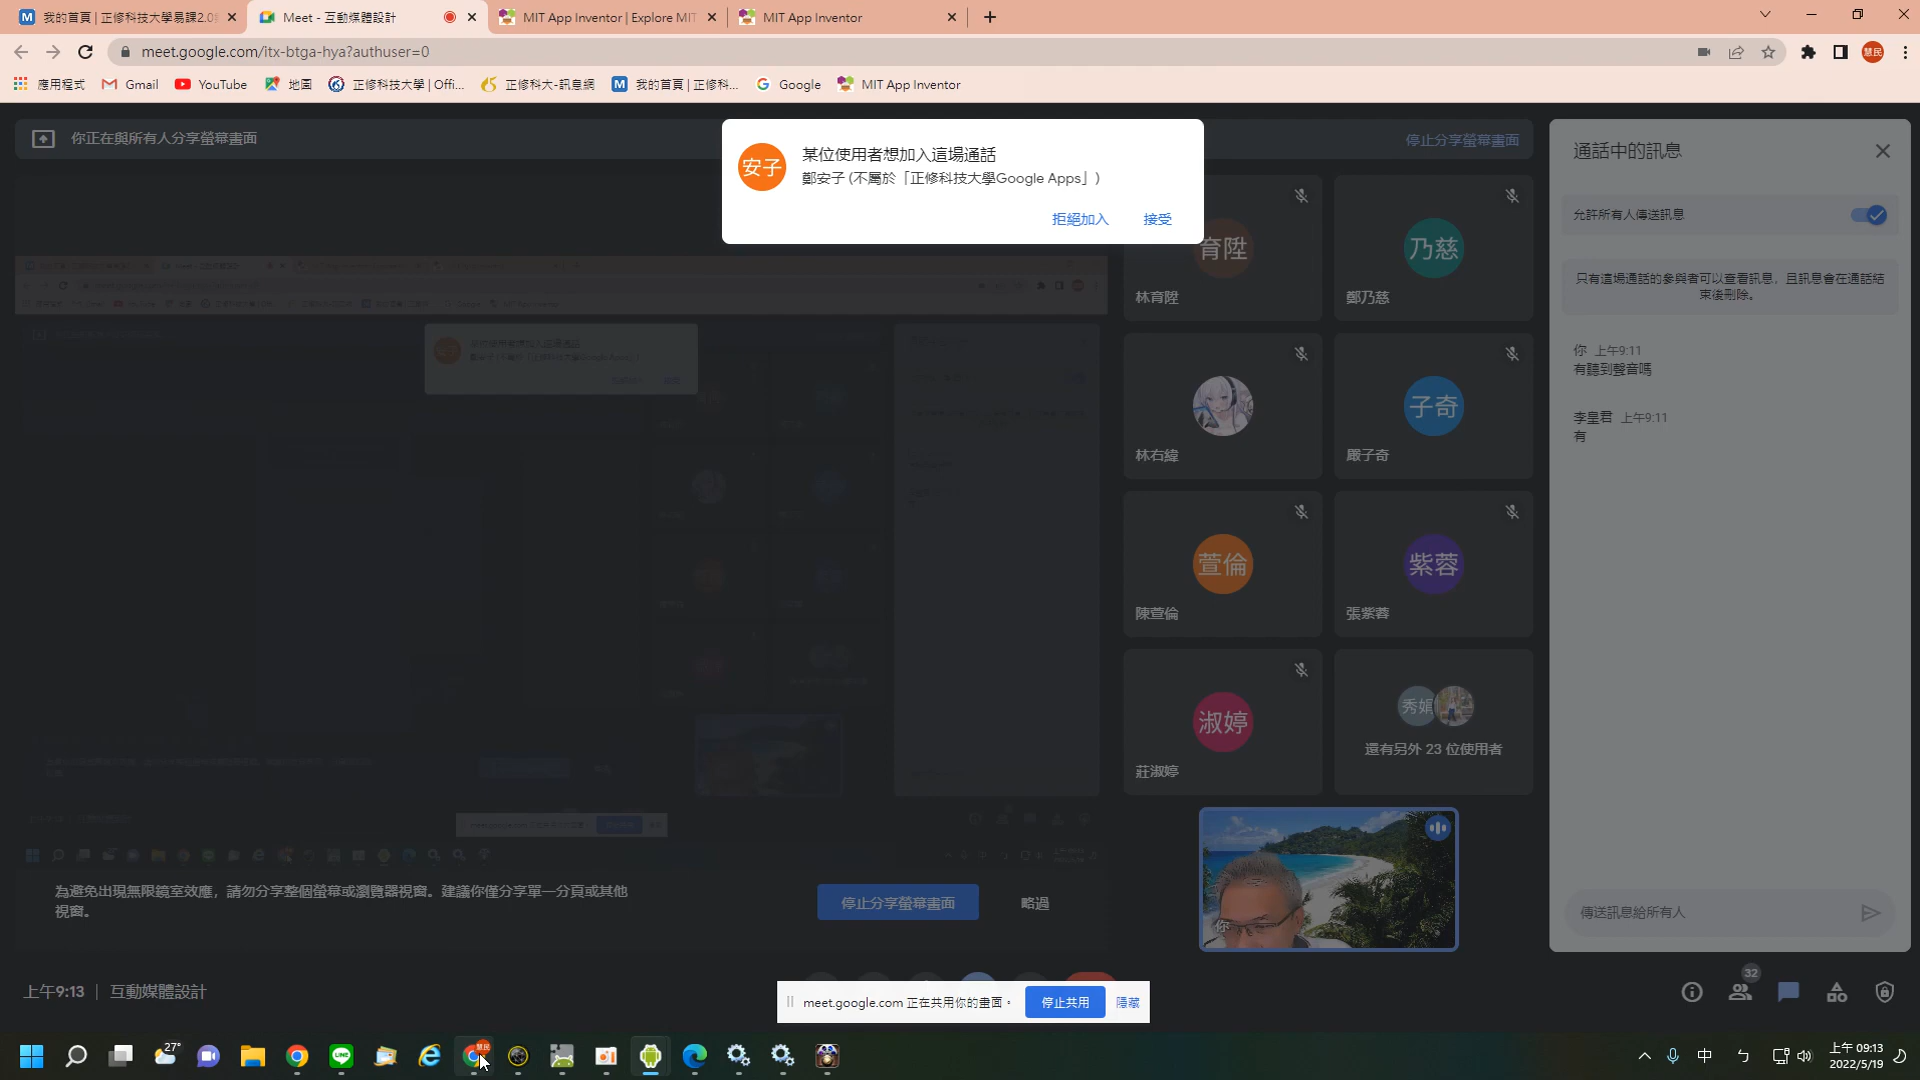 我的首頁 | 正修科技大學易課2.0
Meet - 互動媒體設計
MIT App Inventor | Explore MIT
MIT App Inventor
meet.google.com/itx-btga-hya?authuser=0
慧民
應用程式
Gmail
YouTube
地圖
正修科技大學 | Offi...
正修科大-訊息網
我的首頁 | 正修科...
Google
MIT App Inventor
你正在與所有人分享螢幕畫面
停止分享螢幕畫面
安子
某位使用者想加入這場通話
鄭安子 (不屬於「正修科技大學Google Apps」)
拒絕加入
接受
育陞
林育陞
乃慈
鄭乃慈
林右緯
子奇
嚴子奇
萱倫
陳萱倫
紫蓉
張紫蓉
淑婷
莊淑婷
秀娟
還有另外 23 位使用者
你
通話中的訊息
允許所有人傳送訊息
只有這場通話的參與者可以查看訊息，且訊息會在通話結
束後刪除。
你 上午9:11
有聽到聲音嗎
李皇君 上午9:11
有
傳送訊息給所有人
為避免出現無限鏡室效應，請勿分享整個螢幕或瀏覽器視窗。建議你僅分享單一分頁或其他
視窗。
停止分享螢幕畫面
略過
上午9:13 | 互動媒體設計
meet.google.com 正在共用你的畫面。
停止共用
隱藏
32
27°
中
上午 09:13
2022/5/19